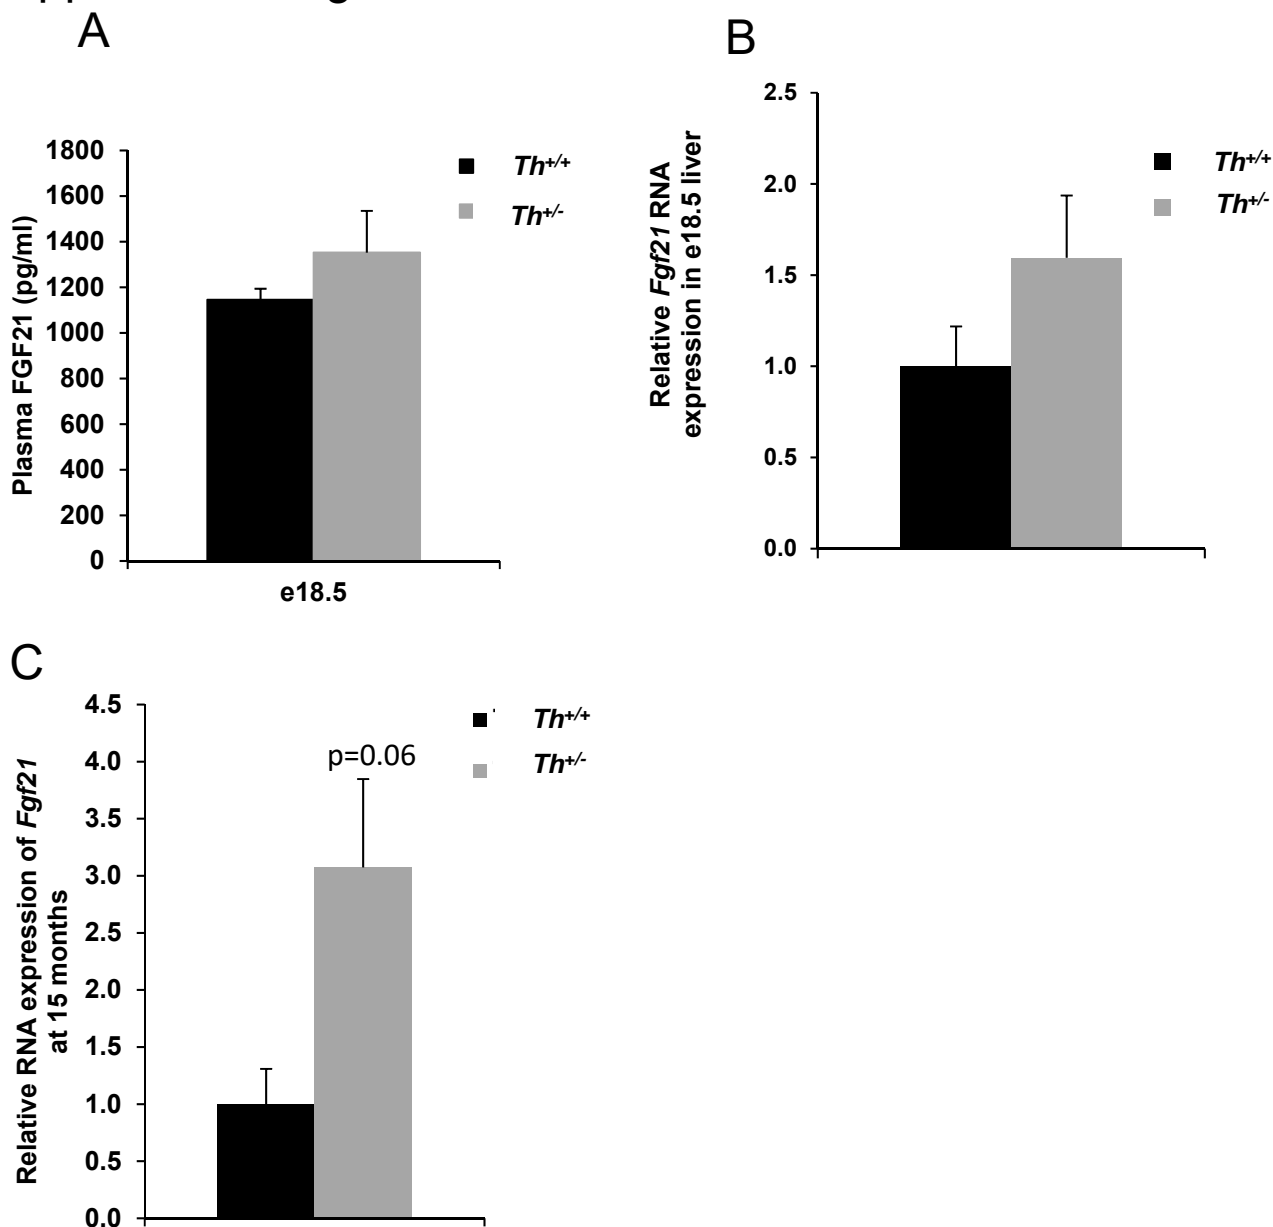 A
Plasma FGF21 (pg/ml)
1800
1600
1400
1200
1000
800
600
400
200
0
e18.5
Th+/+
Th+/-
B
Relative Fgf21 RNA
expression in e18.5 liver
2.5
2.0
1.5
1.0
0.5
0.0
Th+/+
Th+/-
C
Relative RNA expression of Fgf21
at 15 months
4.5
4.0
3.5
3.0
2.5
2.0
1.5
1.0
0.5
0.0
p=0.06
Th+/+
Th+/-